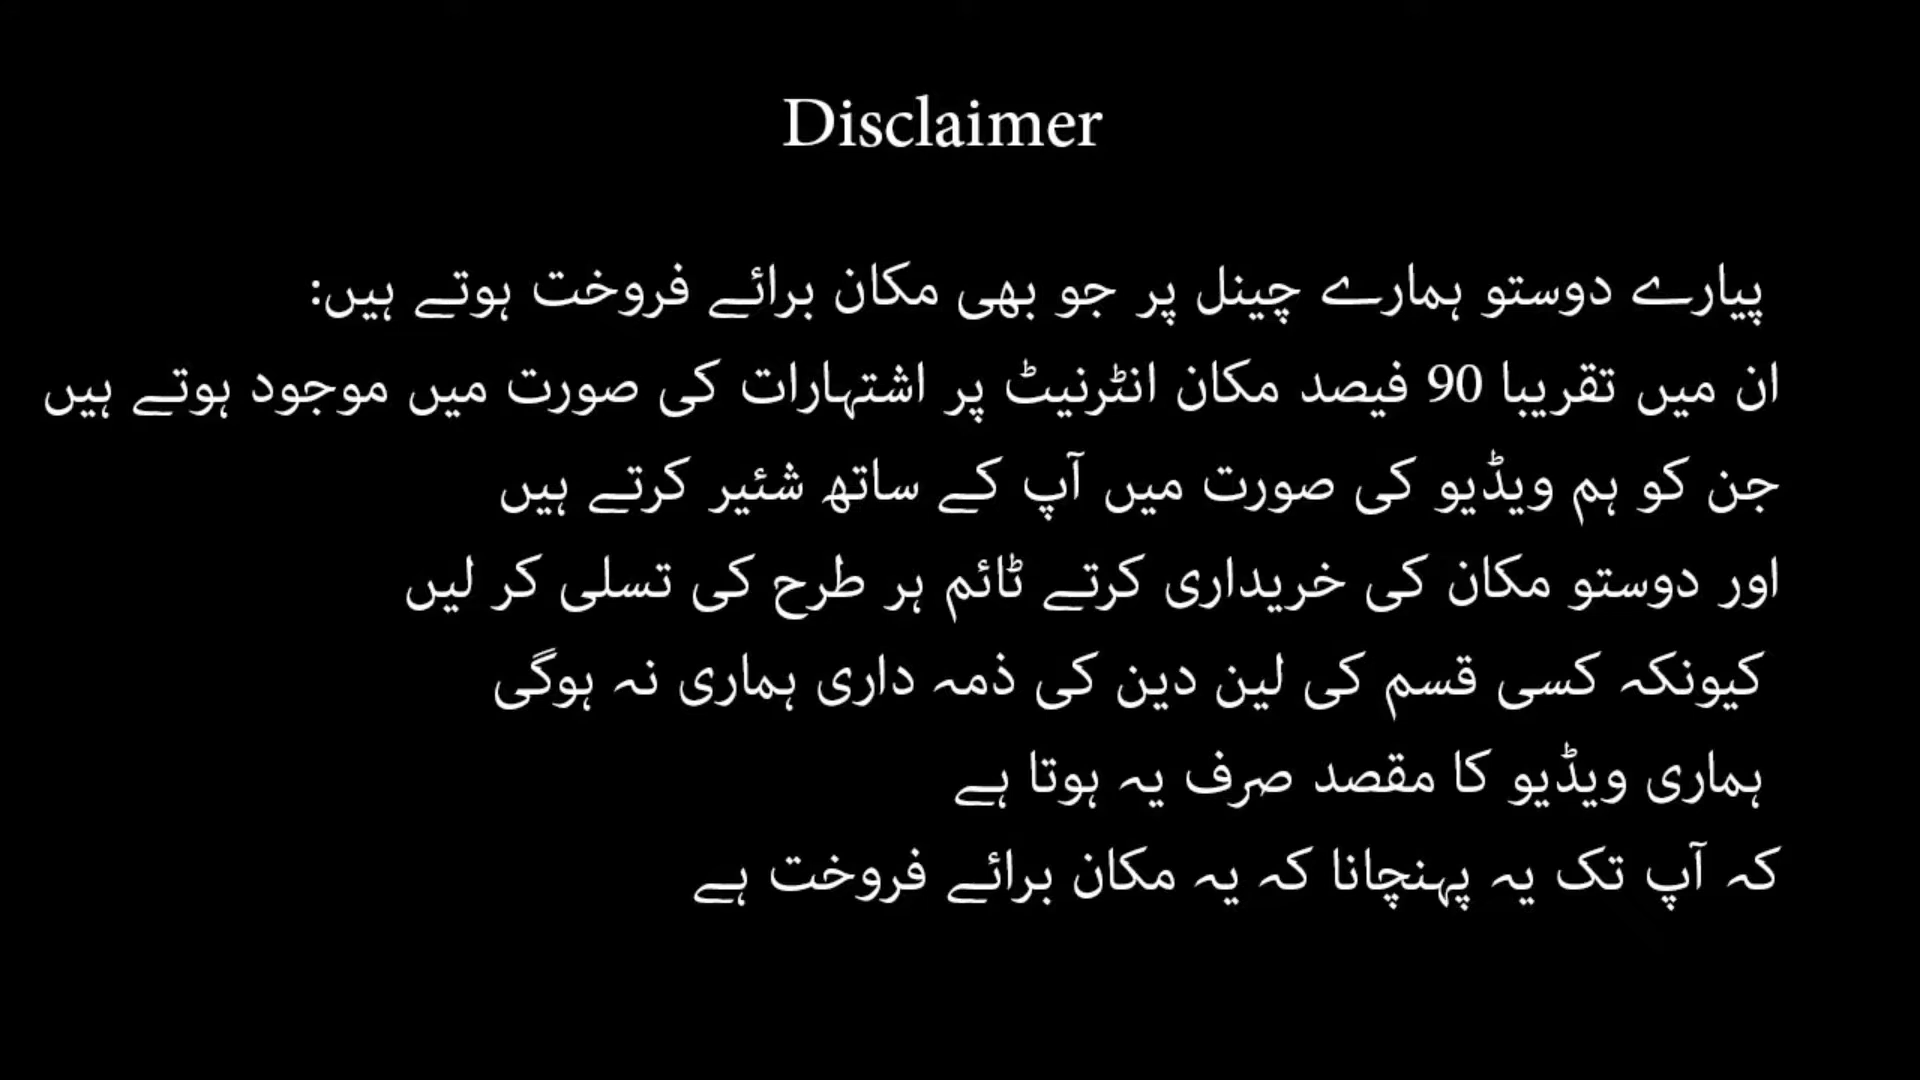 Disclaimer
پیارے دوستو ہمارے چینل پر جو بھی مکان برائے فروخت ہوتے ہیں:
ان میں تقریبا 90 فیصد مکان انٹرنیٹ پر اشتہارات کی صورت میں موجود ہوتے ہیں
جن کو ہم ویڈیو کی صورت میں آپ کے ساتھ شئیر کرتے ہیں
اور دوستو مکان کی خریداری کرتے ٹائم ہر طرح کی تسلی کر لیں
کیونکہ کسی قسم کی لین دین کی ذمہ داری ہماری نہ ہوگی
ہماری ویڈیو کا مقصد صرف یہ ہوتا ہے
کہ آپ تک یہ پہنچانا کہ یہ مکان برائے فروخت ہے